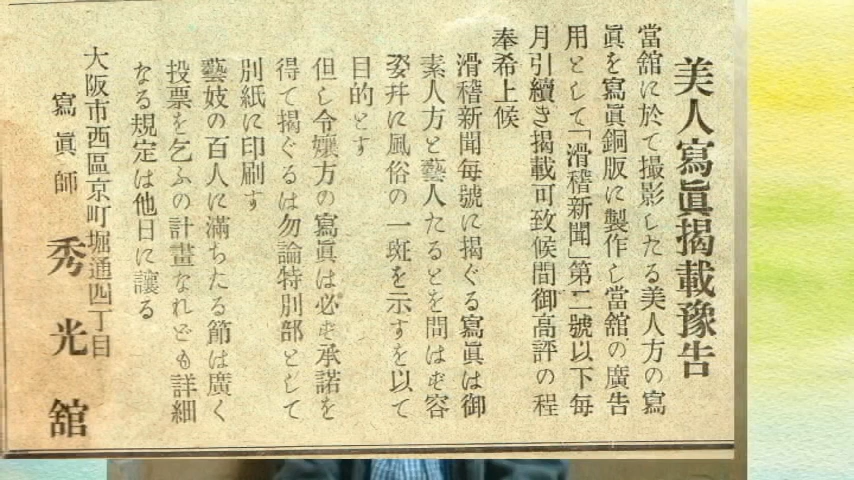 美人寫眞揭載豫告
當舘に於て撮影したる美人方の寫
眞を寫眞銅版に製作し當舘の廣告
用として「滑稽新聞」第二號以下每
月引續き揭載可致候間御高評の程
奉希上候
滑稽新聞每號に揭ぐる寫眞は御
素人方と藝人たるとを問はず容
姿幷に風俗の一斑を示すを以て
目的とす
但し令孃方の寫眞は必ず承諾を
得て揭ぐるは勿論特別部として
別紙に印刷す
藝妓の百人に滿ちたる節は廣く
投票を乞ふの計畫なれども詳細
なる規定は他日に讓る
大阪市西區京町堀通四丁目
寫眞師 秀光舘